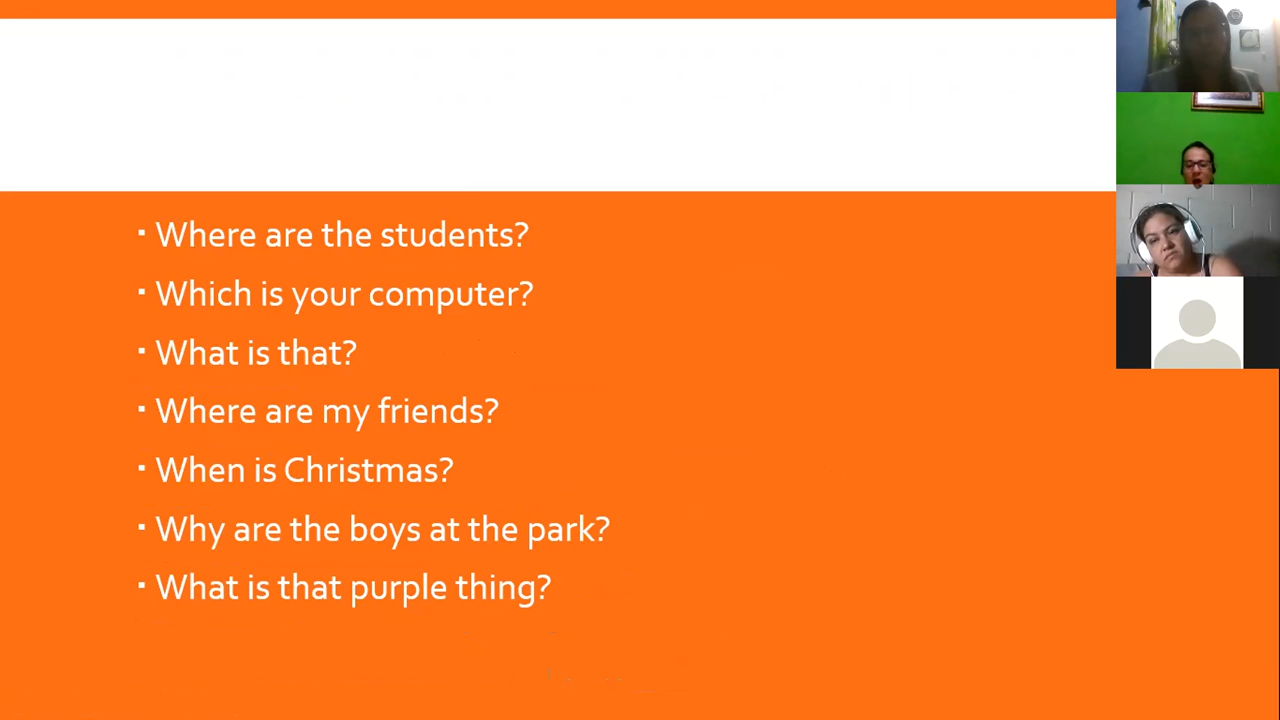 ▪ Where are the students?
▪ Which is your computer?
▪ What is that?
▪ Where are my friends?
▪ When is Christmas?
▪ Why are the boys at the park?
▪ What is that purple thing?